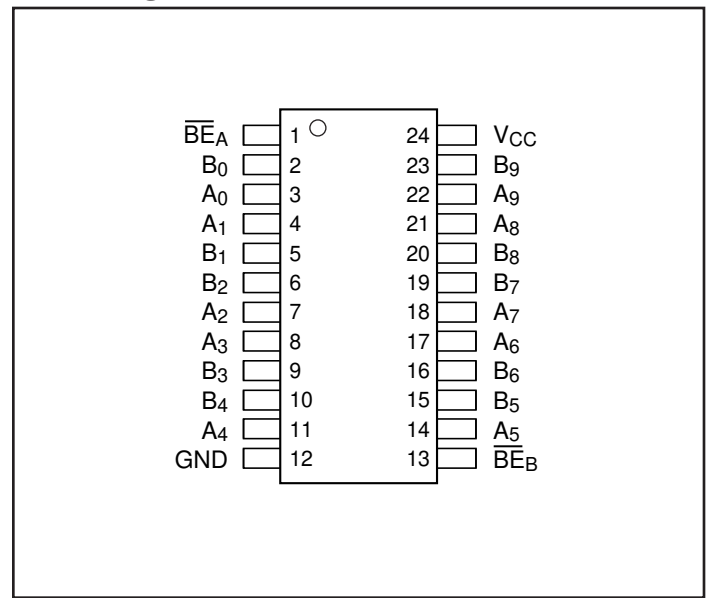 B̅E̅A 1 24 VCC
B0 2 23 B9
A0 3 22 A9
A1 4 21 A8
B1 5 20 B8
B2 6 19 B7
A2 7 18 A7
A3 8 17 A6
B3 9 16 B6
B4 10 15 B5
A4 11 14 A5
GND 12 13 B̅E̅B